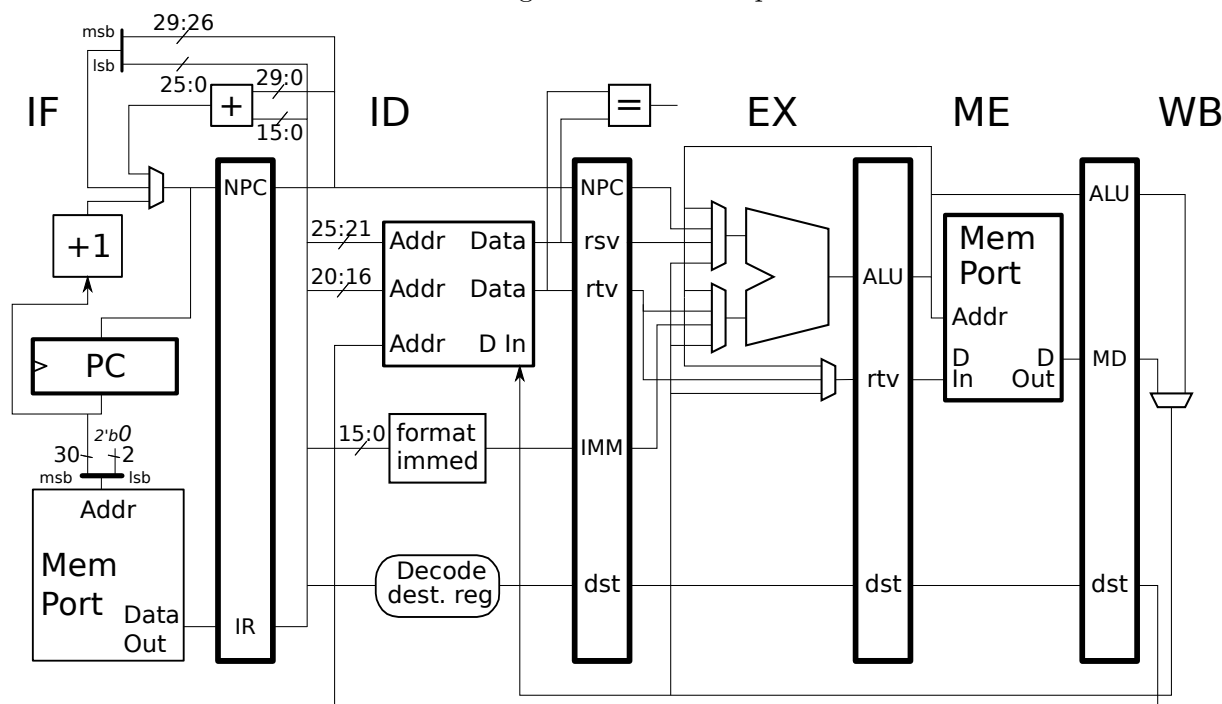 29:26
msb
lsb
25:0
29:0
+
15:0
IF
ID
=
EX
ME
WB
NPC
NPC
ALU
+1
25:21
Addr
Data
rsv
Mem
Port
20:16
Addr
Data
rtv
ALU
Addr
Addr
D In
PC
D
In
D
Out
MD
rtv
2'b0
30
2
msb
lsb
15:0
format
immed
IMM
Addr
Mem
Port
Data
Out
IR
Decode
dest. reg
dst
dst
dst